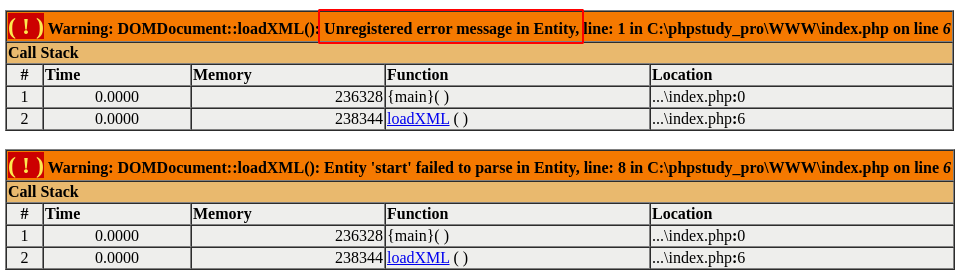 ( ! ) Warning: DOMDocument::loadXML(): Unregistered error message in Entity, line: 1 in C:\phpstudy_pro\WWW\index.php on line 6
Call Stack
# Time Memory Function Location
1 0.0000 236328 {main}( ) ...\index.php:0
2 0.0000 238344 loadXML ( ) ...\index.php:6
( ! ) Warning: DOMDocument::loadXML(): Entity 'start' failed to parse in Entity, line: 8 in C:\phpstudy_pro\WWW\index.php on line 6
Call Stack
# Time Memory Function Location
1 0.0000 236328 {main}( ) ...\index.php:0
2 0.0000 238344 loadXML ( ) ...\index.php:6